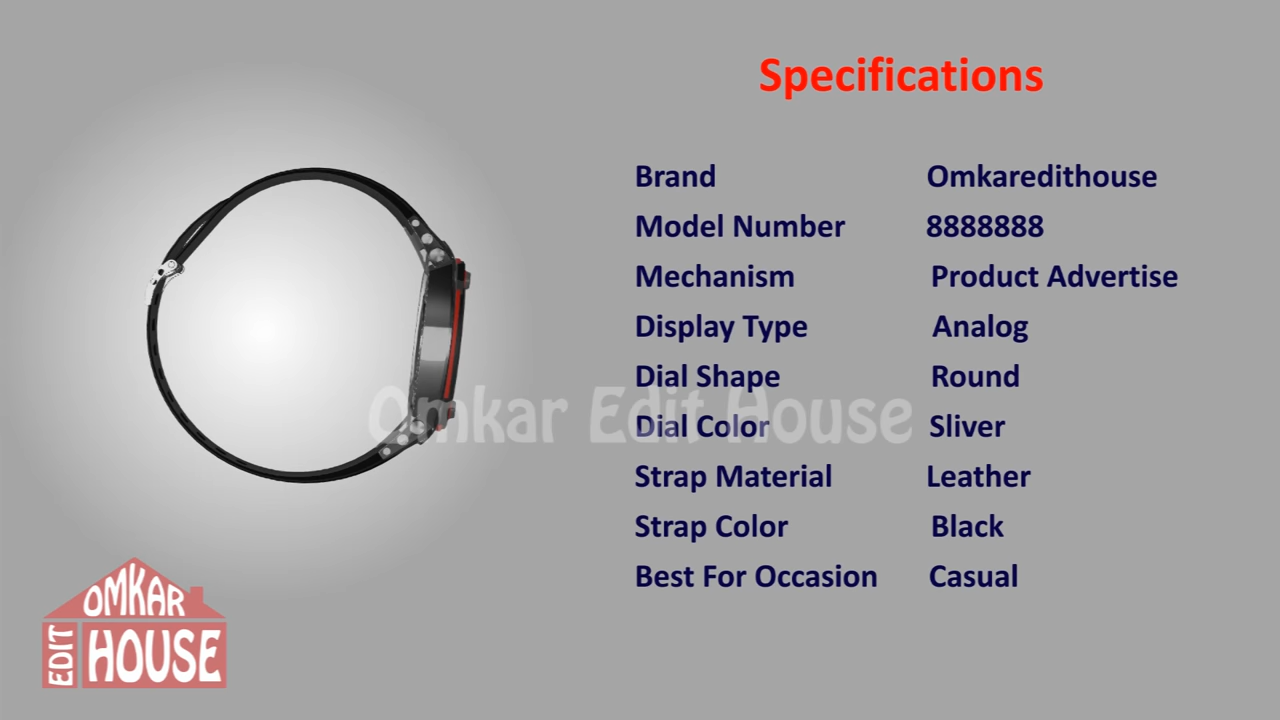 Specifications
Brand Omkaredithouse
Model Number 8888888
Mechanism Product Advertise
Display Type Analog
Dial Shape Round
Omkar Edit House
Dial Color Sliver
Strap Material Leather
Strap Color Black
Best For Occasion Casual
OMKAR
EDIT HOUSE